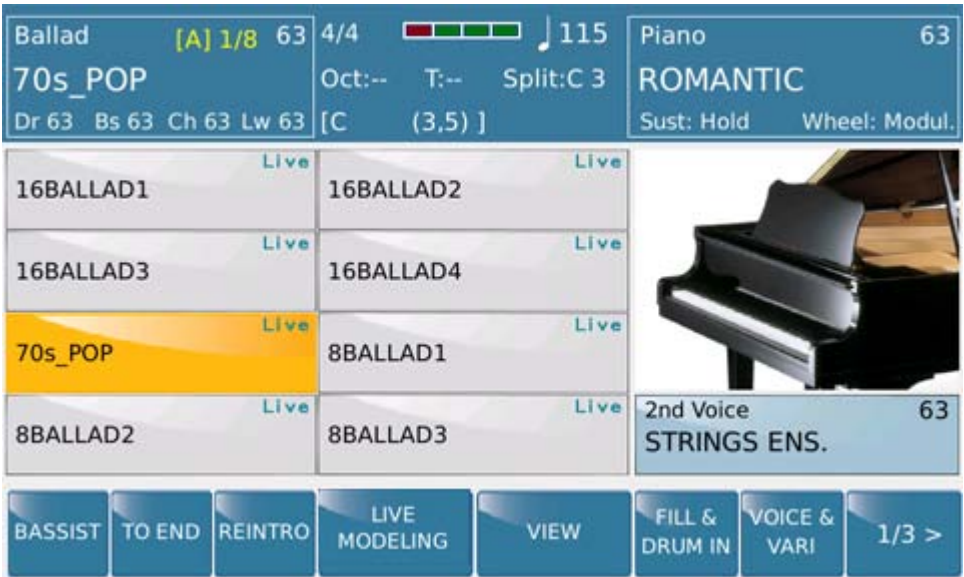 Ballad [A] 1/8 63
70s_POP
Dr 63 Bs 63 Ch 63 Lw 63
4/4 115
Oct:-- T:-- Split:C 3
[C (3,5) ]
Piano 63
ROMANTIC
Sust: Hold Wheel: Modul.
Live
16BALLAD1
Live
16BALLAD2
Live
16BALLAD3
Live
16BALLAD4
Live
70s_POP
Live
8BALLAD1
Live
8BALLAD2
Live
8BALLAD3
2nd Voice 63
STRINGS ENS.
BASSIST
TO END
REINTRO
LIVE
MODELING
VIEW
FILL &
DRUM IN
VOICE &
VARI
1/3 >